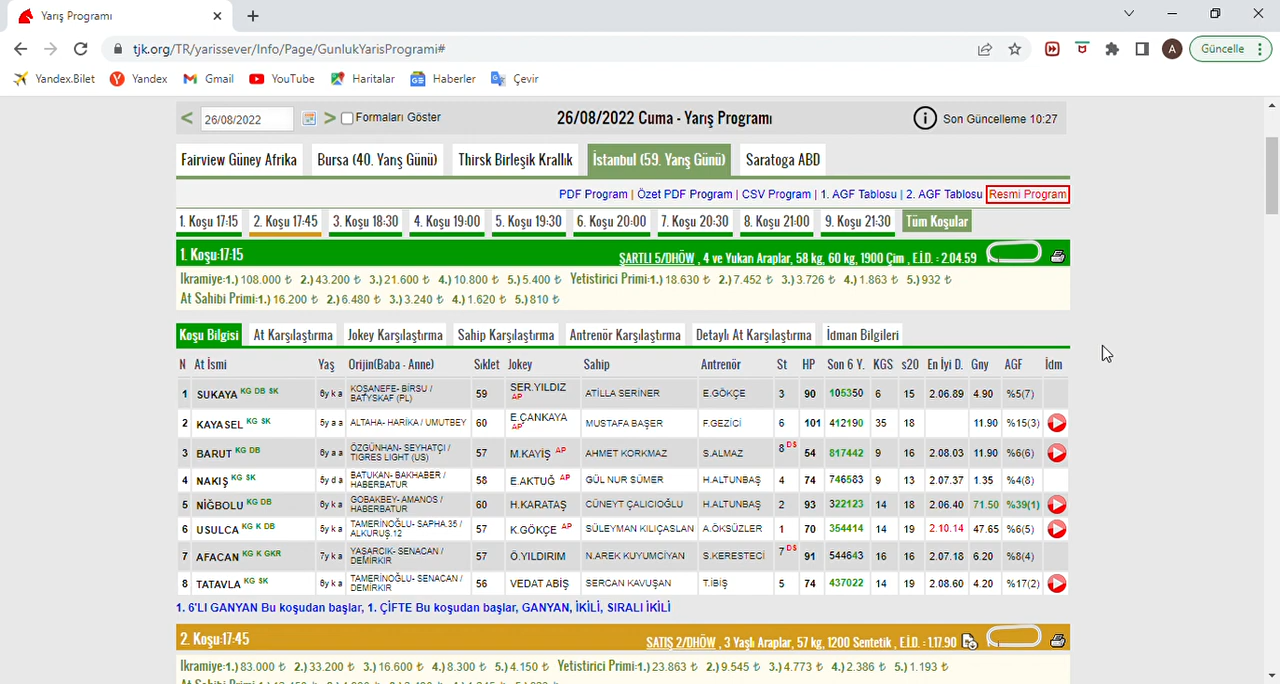 Yarış Programı
tjk.org/TR/yarissever/Info/Page/GunlukYarisProgrami#
A
Güncelle
Yandex.Bilet Yandex Gmail YouTube Haritalar Haberler Çevir
< 26/08/2022 > Formaları Göster 26/08/2022 Cuma - Yarış Programı Son Güncelleme 10:27
Fairview Güney Afrika Bursa (40. Yarış Günü) Thirsk Birleşik Krallık İstanbul (59. Yarış Günü) Saratoga ABD
PDF Program | Özet PDF Program | CSV Program | 1. AGF Tablosu | 2. AGF Tablosu Resmi Program
1. Koşu 17:15 2. Koşu 17:45 3. Koşu 18:30 4. Koşu 19:00 5. Koşu 19:30 6. Koşu 20:00 7. Koşu 20:30 8. Koşu 21:00 9. Koşu 21:30 Tüm Koşular
1. Koşu:17:15 ŞARTLI 5/DHÖW , 4 ve Yukarı Araplar, 58 kg, 60 kg, 1900 Çim , E.İ.D. : 2.04.59
İkramiye:1.) 108.000 ₺ 2.) 43.200 ₺ 3.) 21.600 ₺ 4.) 10.800 ₺ 5.) 5.400 ₺ Yetistirici Primi:1.) 18.630 ₺ 2.) 7.452 ₺ 3.) 3.726 ₺ 4.) 1.863 ₺ 5.) 932 ₺
At Sahibi Primi:1.) 16.200 ₺ 2.) 6.480 ₺ 3.) 3.240 ₺ 4.) 1.620 ₺ 5.) 810 ₺
Koşu Bilgisi At Karşılaştırma Jokey Karşılaştırma Sahip Karşılaştırma Antrenör Karşılaştırma Detaylı At Karşılaştırma İdman Bilgileri
N At İsmi Yaş Orijin(Baba - Anne) Sıklet Jokey Sahip Antrenör St HP Son 6 Y. KGS s20 En İyi D. Gny AGF İdm
1 SUKAYA KG DB SK 8y k a KOŞANEFE- BİRSU / BATYSKAF (PL) 59 SER.YILDIZ AP ATİLLA SERİNER E.GÖKÇE 3 90 105350 6 15 2.06.89 4.90 %5(7)
2 KAYASEL KG SK 5y a a ALTAHA- HARİKA / UMUTBEY 60 E.ÇANKAYA AP MUSTAFA BAŞER F.GEZİCİ 6 101 412190 35 18 11.90 %15(3)
3 BARUT KG DB 6y a a ÖZGÜNHAN- SEYHATÇI / TIGRES LIGHT (US) 57 M.KAYİŞ AP AHMET KORKMAZ S.ALMAZ 8 DS 54 817442 9 16 2.08.03 11.90 %6(6)
4 NAKIŞ KG SK 5y d a BATUKAN- BAKHABER / HABERBATUR 58 E.AKTUĞ AP GÜL NUR SÜMER H.ALTUNBAŞ 4 74 746583 9 13 2.07.37 1.35 %4(8)
5 NİĞBOLU KG DB 6y k a GOBAKBEY- AMANOS / HABERBATUR 60 H.KARATAŞ CÜNEYT ÇALICIOĞLU H.ALTUNBAŞ 2 93 322123 14 18 2.06.40 71.50 %39(1)
6 USULCA KG K DB 6y k a TAMERİNOĞLU- SAPHA.35 / ALKURUŞ.12 57 K.GÖKÇE AP SÜLEYMAN KILIÇASLAN A.ÖKSÜZLER 1 70 354414 14 19 2.10.14 47.65 %6(5)
7 AFACAN KG K GKR 7y k a YAŞARCIK- SENACAN / DEMİRKIR 57 Ö.YILDIRIM N.AREK KUYUMCİYAN S.KERESTECİ 7 DS 91 544643 16 16 2.07.18 6.20 %8(4)
8 TATAVLA KG SK 6y k a TAMERİNOĞLU- SENACAN / DEMİRKIR 56 VEDAT ABİŞ SERCAN KAVUŞAN T.İBİŞ 5 74 437022 14 19 2.08.60 4.20 %17(2)
1. 6'LI GANYAN Bu koşudan başlar, 1. ÇİFTE Bu koşudan başlar, GANYAN, İKİLİ, SIRALI İKİLİ
2. Koşu:17:45 SATIŞ 2/DHÖW , 3 Yaşlı Araplar, 57 kg, 1200 Sentetik , E.İ.D. : 1.17.90
İkramiye:1.) 83.000 ₺ 2.) 33.200 ₺ 3.) 16.600 ₺ 4.) 8.300 ₺ 5.) 4.150 ₺ Yetistirici Primi:1.) 23.863 ₺ 2.) 9.545 ₺ 3.) 4.773 ₺ 4.) 2.386 ₺ 5.) 1.193 ₺